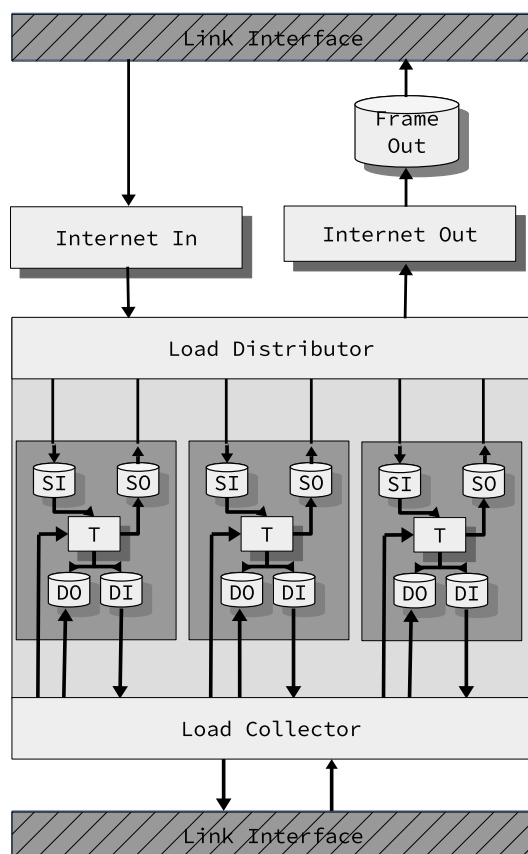 Link Interface
Frame
Out
Internet In
Internet Out
Load Distributor
SI SO SI SO SI SO
T T T
DO DI DO DI DO DI
Load Collector
Link Interface